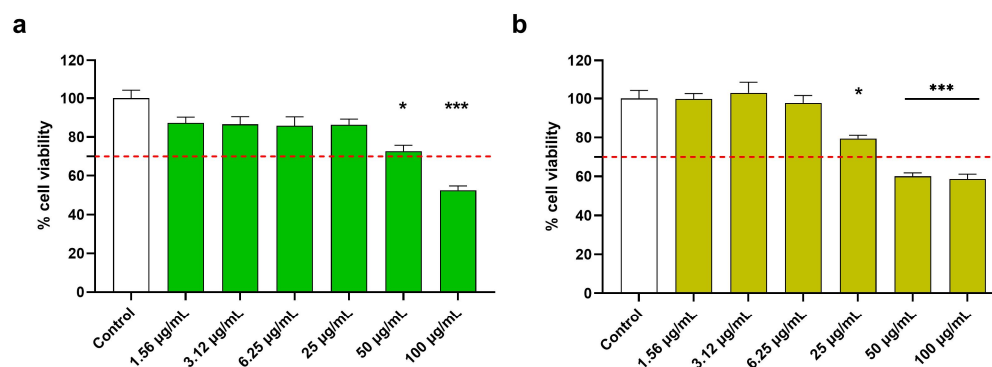 a
120
100
80
60
40
20
0
% cell viability
*
***
Control
1.56 µg/mL
3.12 µg/mL
6.25 µg/mL
25 µg/mL
50 µg/mL
100 µg/mL
b
120
100
80
60
40
20
0
% cell viability
*
***
Control
1.56 µg/mL
3.12 µg/mL
6.25 µg/mL
25 µg/mL
50 µg/mL
100 µg/mL